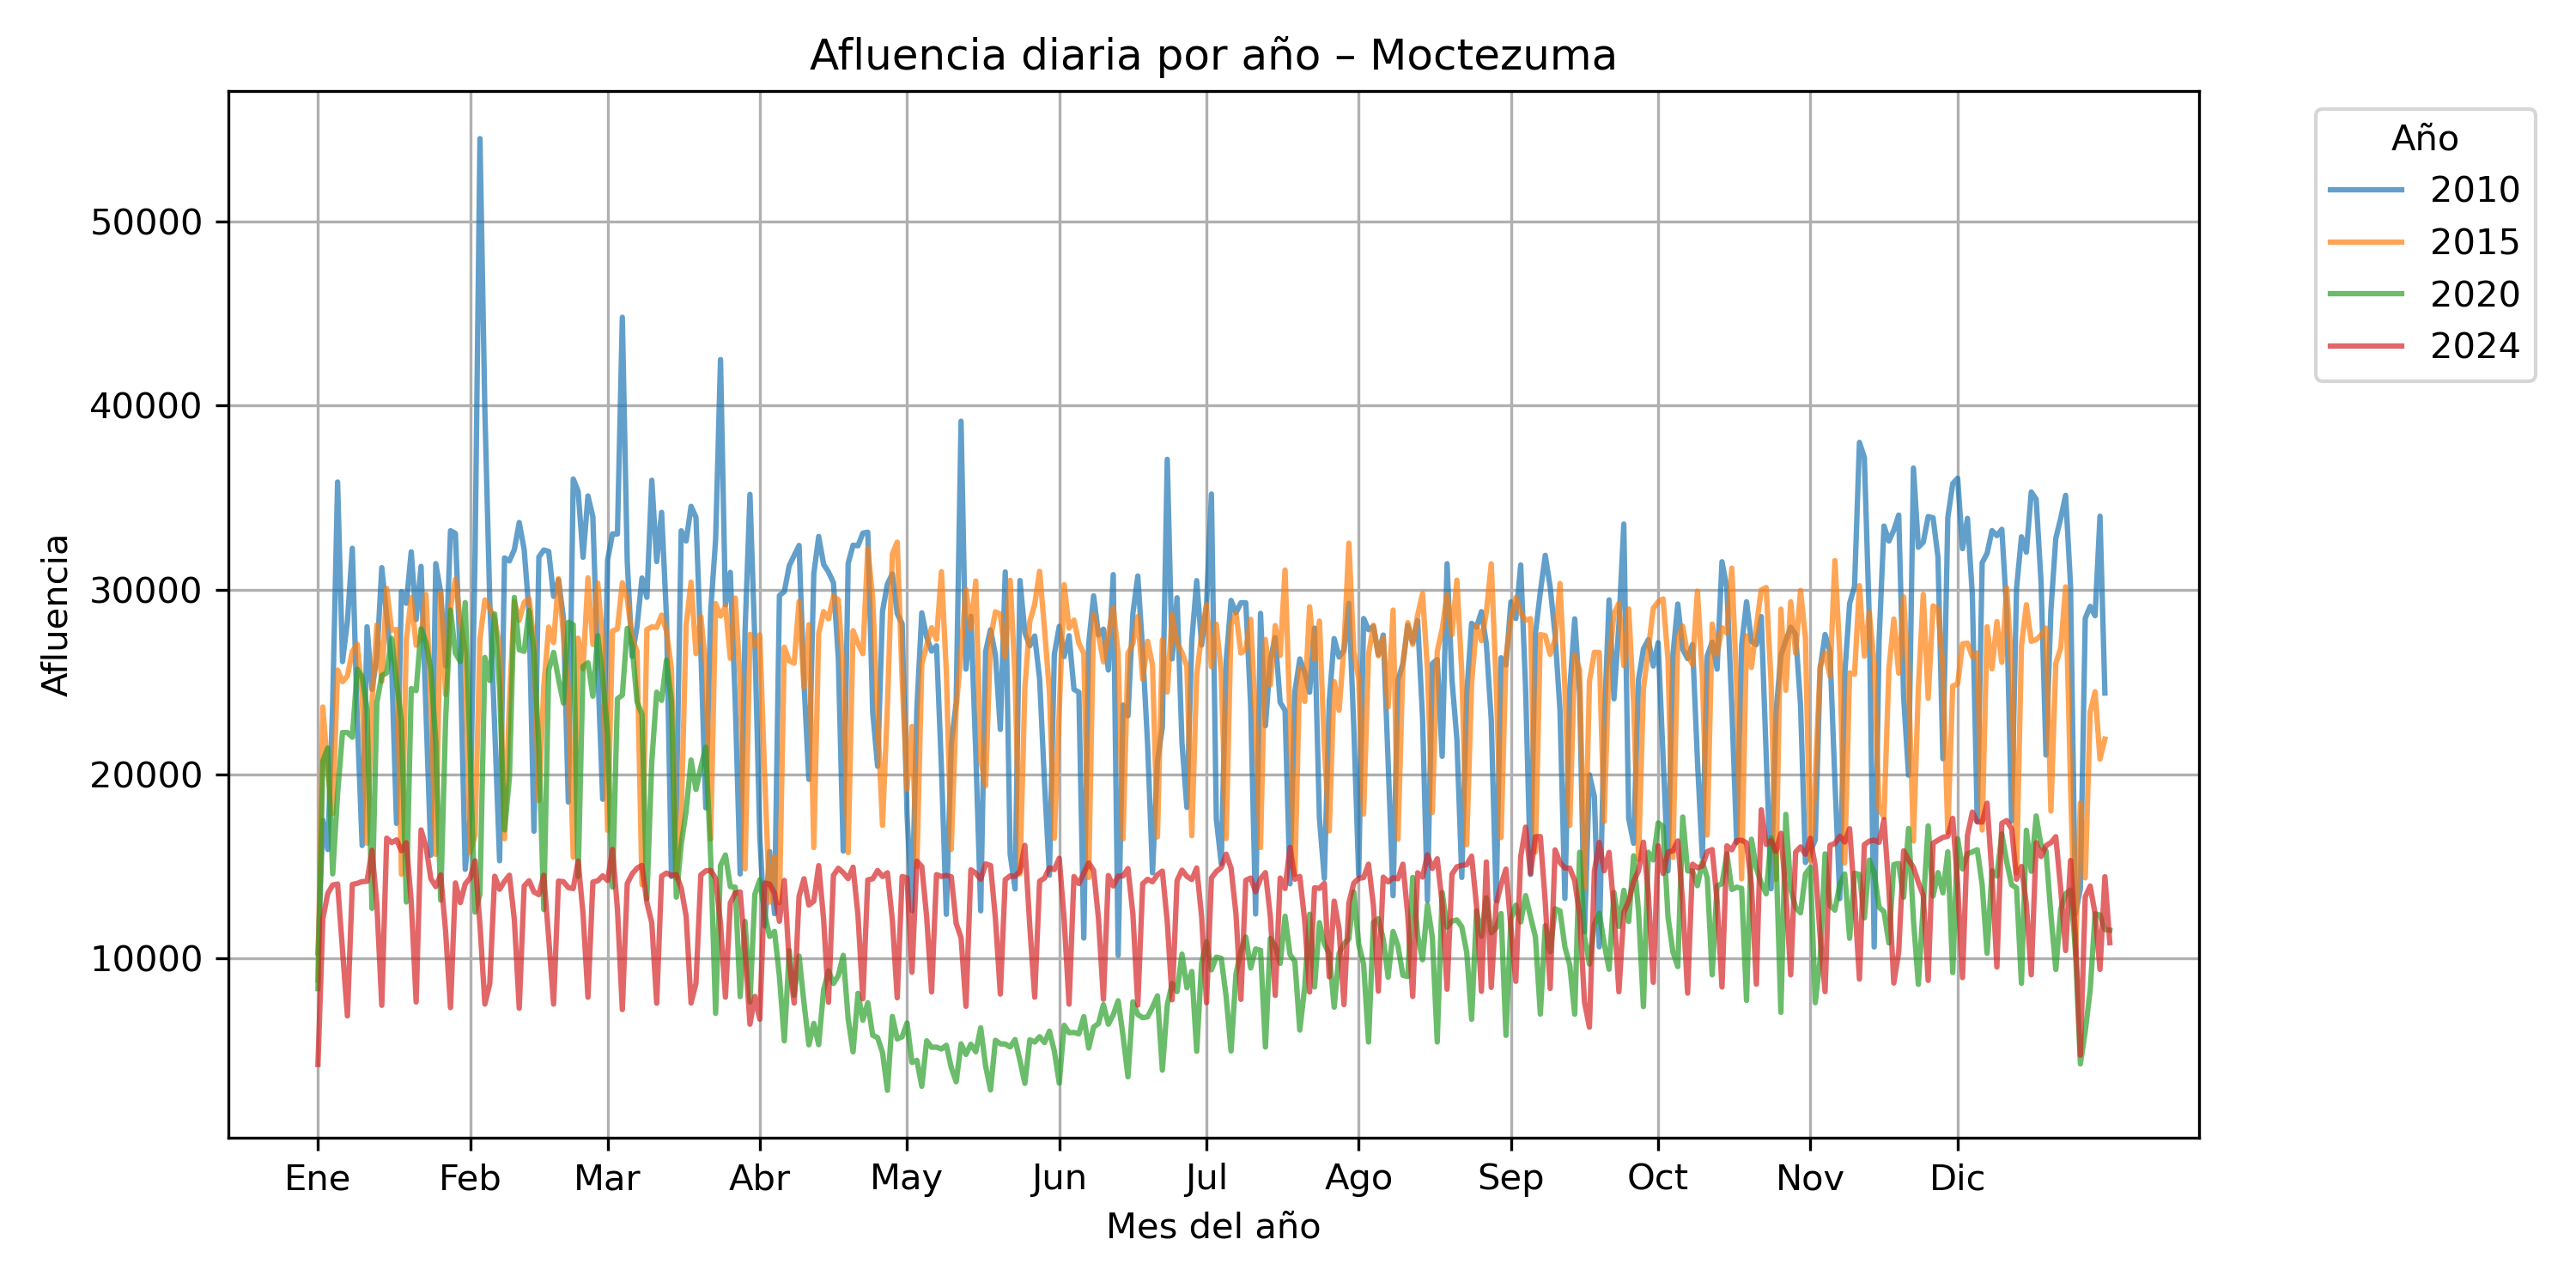 Afluencia diaria por año – Moctezuma
Año
2010
2015
2020
2024
Afluencia
50000
40000
30000
20000
10000
Ene Feb Mar Abr May Jun Jul Ago Sep Oct Nov Dic
Mes del año